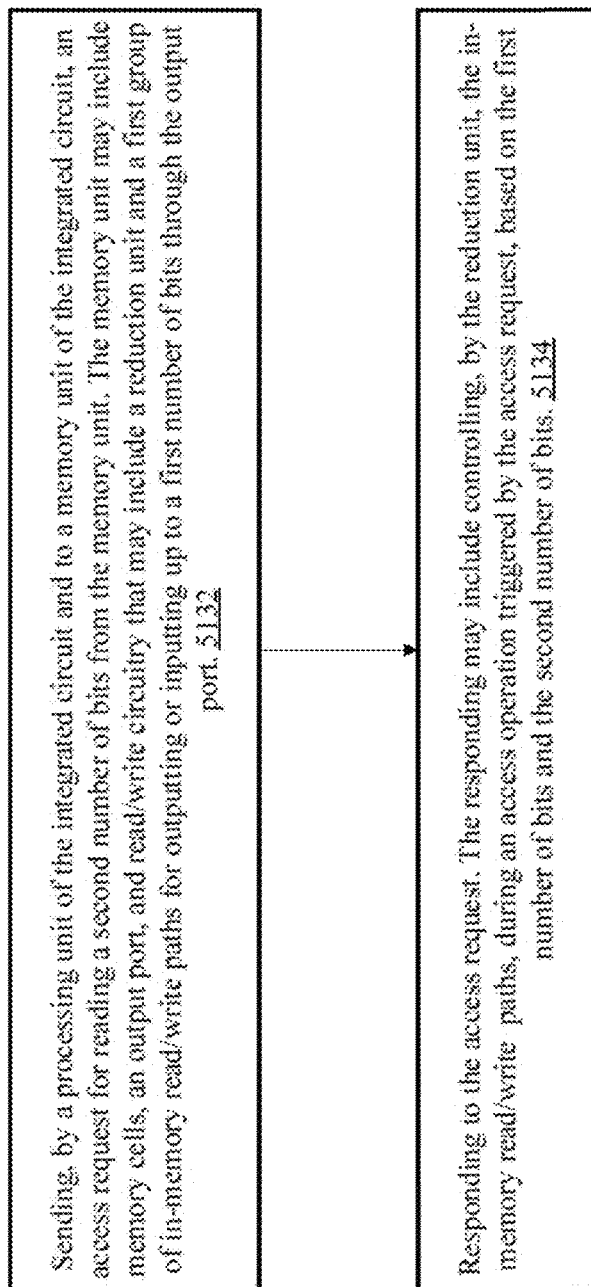 Sending, by a processing unit of the integrated circuit and to a memory unit of the integrated circuit, an
access request for reading a second number of bits from the memory unit. The memory unit may include
memory cells, an output port, and read/write circuitry that may include a reduction unit and a first group
of in-memory read/write paths for outputting or inputting up to a first number of bits through the output
port. 5132
Responding to the access request. The responding may include controlling, by the reduction unit, the in-
memory read/write paths, during an access operation triggered by the access request, based on the first
number of bits and the second number of bits. 5134